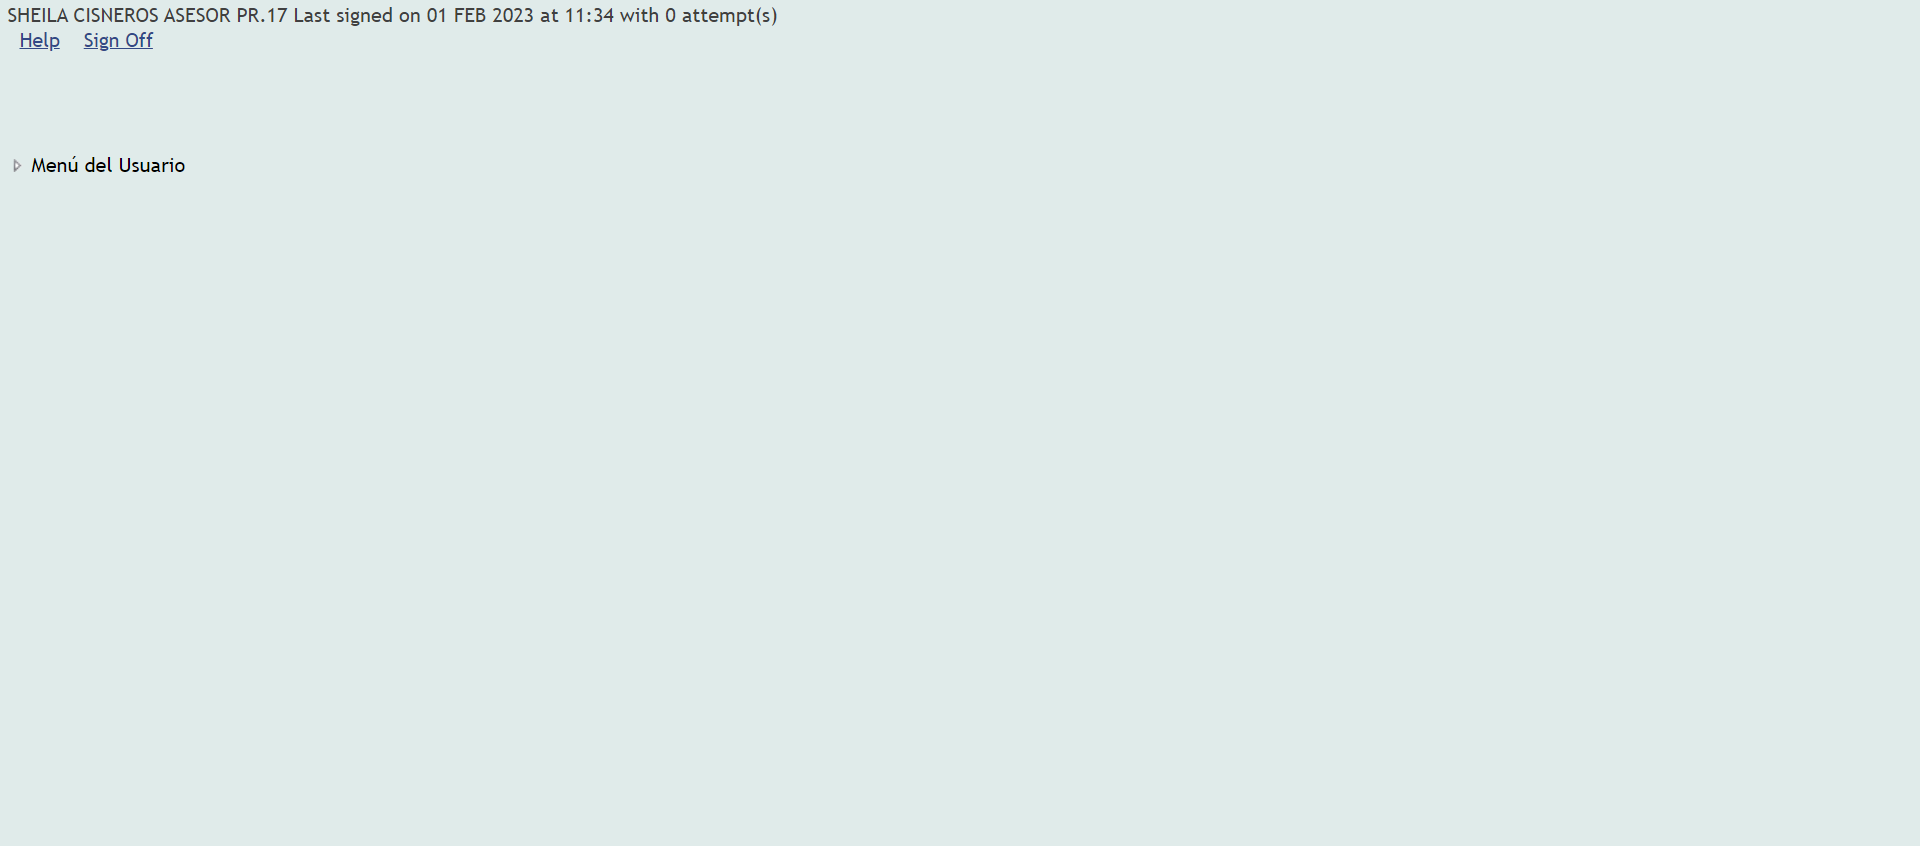 SHEILA CISNEROS ASESOR PR.17 Last signed on 01 FEB 2023 at 11:34 with 0 attempt(s)
Help Sign Off
Menú del Usuario